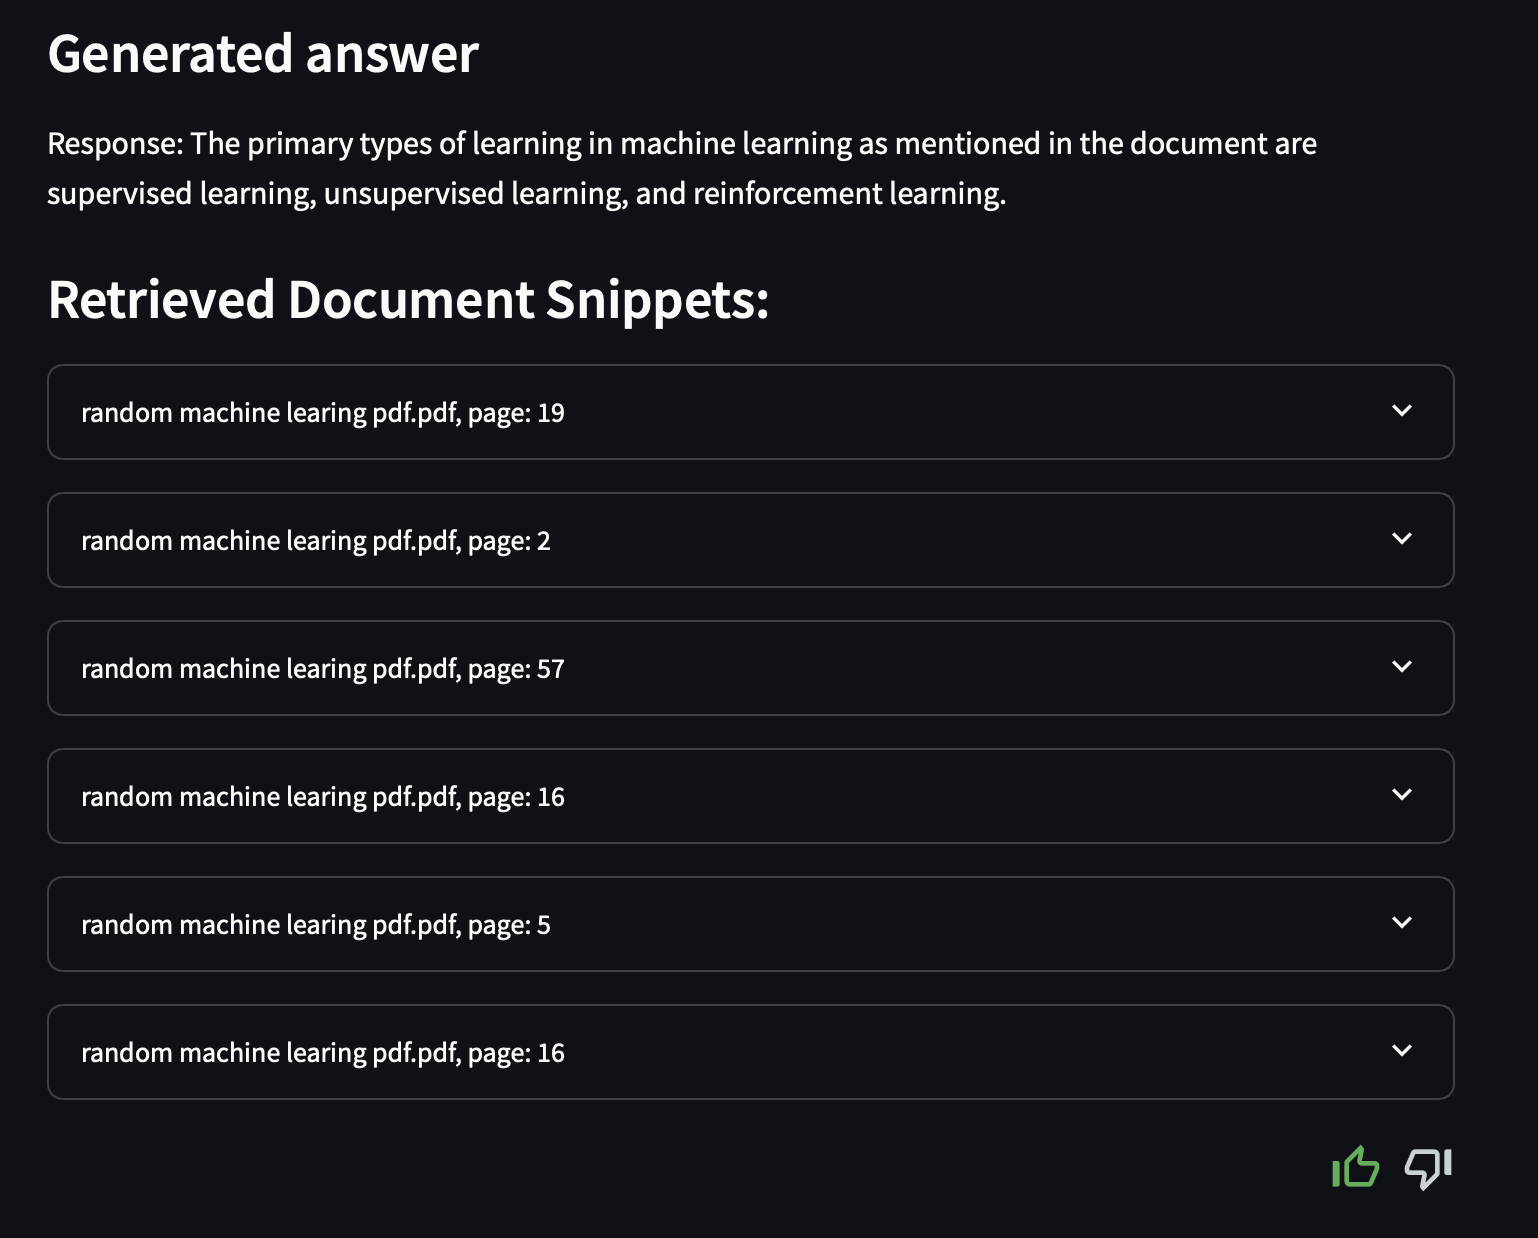 Generated answer
Response: The primary types of learning in machine learning as mentioned in the document are
supervised learning, unsupervised learning, and reinforcement learning.
Retrieved Document Snippets:
random machine learing pdf.pdf, page: 19
random machine learing pdf.pdf, page: 2
random machine learing pdf.pdf, page: 57
random machine learing pdf.pdf, page: 16
random machine learing pdf.pdf, page: 5
random machine learing pdf.pdf, page: 16